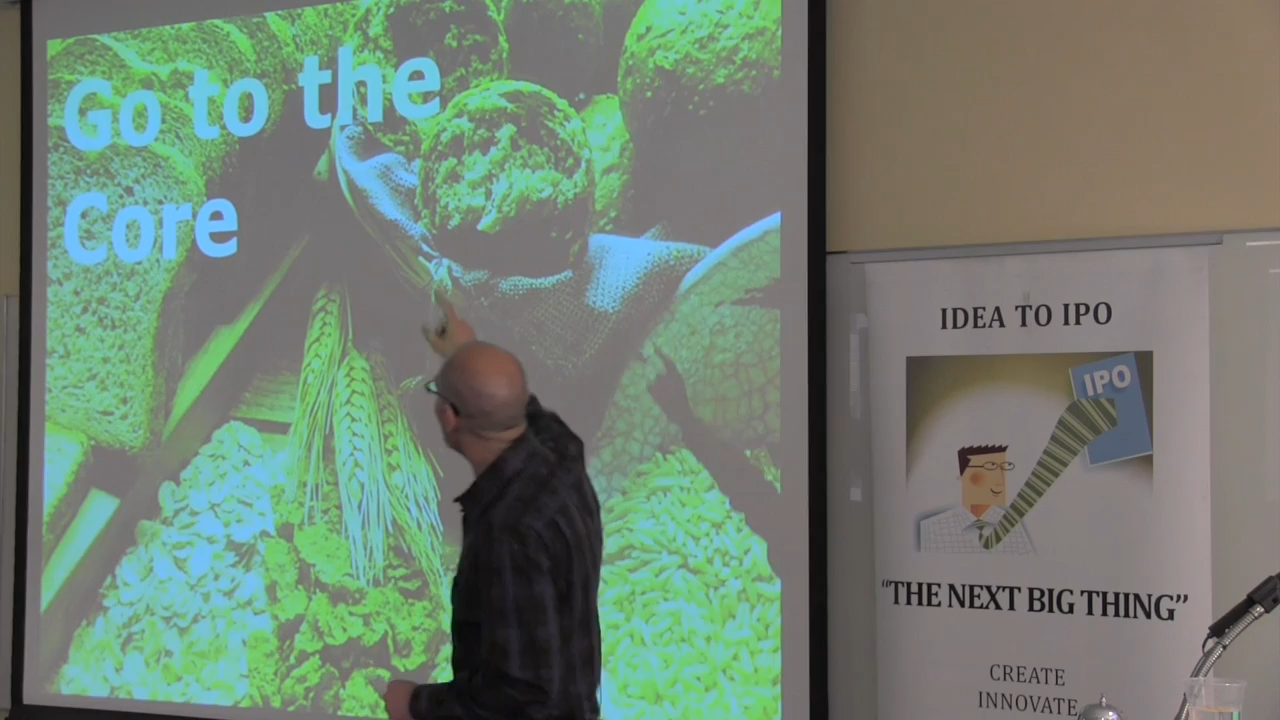 Go to the
Core
IDEA TO IPO
IPO
“THE NEXT BIG THING”
CREATE
INNOVATE